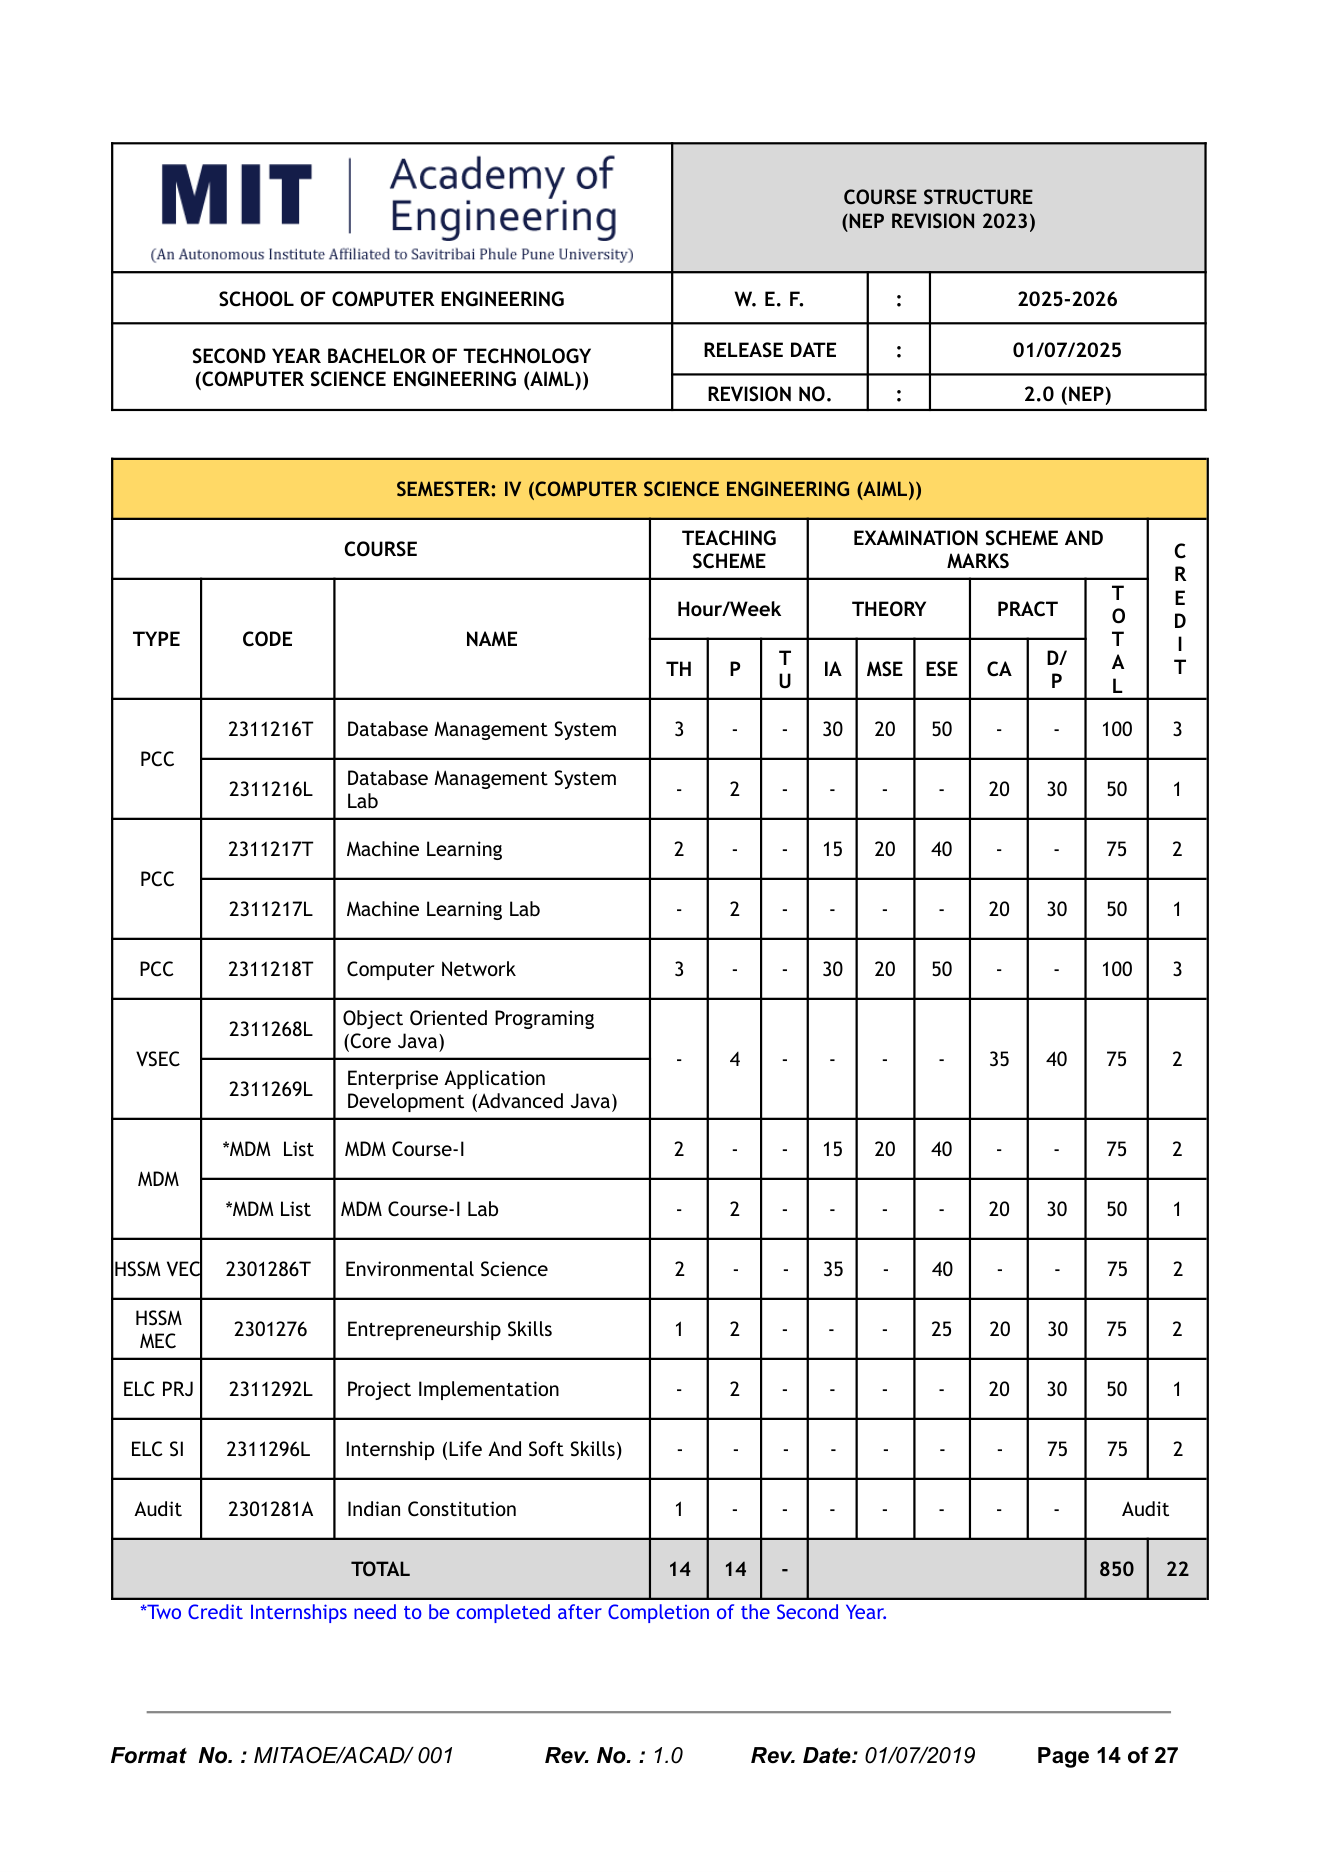 MIT | Academy of
Engineering
(An Autonomous Institute Affiliated to Savitribai Phule Pune University)
COURSE STRUCTURE
(NEP REVISION 2023)
SCHOOL OF COMPUTER ENGINEERING
W. E. F. : 2025-2026
SECOND YEAR BACHELOR OF TECHNOLOGY
(COMPUTER SCIENCE ENGINEERING (AIML))
RELEASE DATE : 01/07/2025
REVISION NO. : 2.0 (NEP)
SEMESTER: IV (COMPUTER SCIENCE ENGINEERING (AIML))
COURSE
TEACHING
SCHEME
EXAMINATION SCHEME AND
MARKS
CREDIT
TYPE CODE NAME
Hour/Week THEORY PRACT TOTAL
TH P TU IA MSE ESE CA D/P
PCC
2311216T Database Management System 3 - - 30 20 50 - - 100 3
2311216L Database Management System
Lab - 2 - - - - 20 30 50 1
PCC
2311217T Machine Learning 2 - - 15 20 40 - - 75 2
2311217L Machine Learning Lab - 2 - - - - 20 30 50 1
PCC 2311218T Computer Network 3 - - 30 20 50 - - 100 3
VSEC
2311268L Object Oriented Programing
(Core Java)
2311269L Enterprise Application
Development (Advanced Java)
- 4 - - - - 35 40 75 2
MDM
*MDM List MDM Course-I 2 - - 15 20 40 - - 75 2
*MDM List MDM Course-I Lab - 2 - - - - 20 30 50 1
HSSM VEC 2301286T Environmental Science 2 - - 35 - 40 - - 75 2
HSSM
MEC 2301276 Entrepreneurship Skills 1 2 - - - 25 20 30 75 2
ELC PRJ 2311292L Project Implementation - 2 - - - - 20 30 50 1
ELC SI 2311296L Internship (Life And Soft Skills) - - - - - - - 75 75 2
Audit 2301281A Indian Constitution 1 - - - - - - - Audit
TOTAL 14 14 - 850 22
*Two Credit Internships need to be completed after Completion of the Second Year.
Format No. : MITAOE/ACAD/ 001 Rev. No. : 1.0 Rev. Date: 01/07/2019 Page 14 of 27